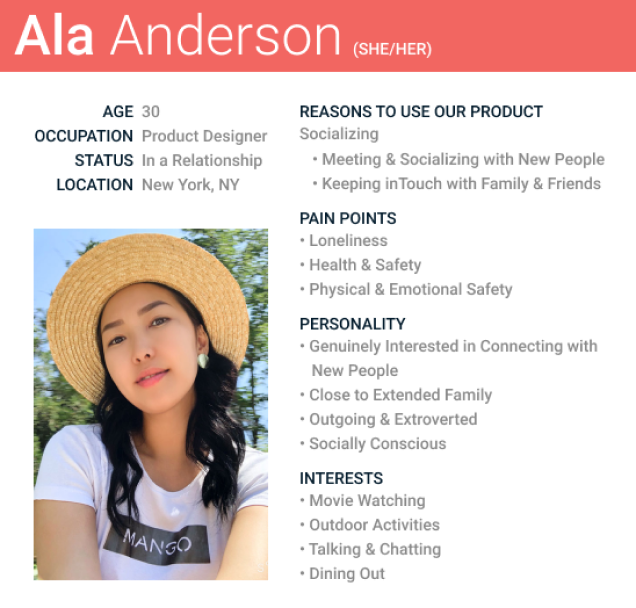 Ala Anderson (SHE/HER)
AGE 30
OCCUPATION Product Designer
STATUS In a Relationship
LOCATION New York, NY
MANGO
REASONS TO USE OUR PRODUCT
Socializing
• Meeting & Socializing with New People
• Keeping inTouch with Family & Friends
PAIN POINTS
• Loneliness
• Health & Safety
• Physical & Emotional Safety
PERSONALITY
• Genuinely Interested in Connecting with
New People
• Close to Extended Family
• Outgoing & Extroverted
• Socially Conscious
INTERESTS
• Movie Watching
• Outdoor Activities
• Talking & Chatting
• Dining Out